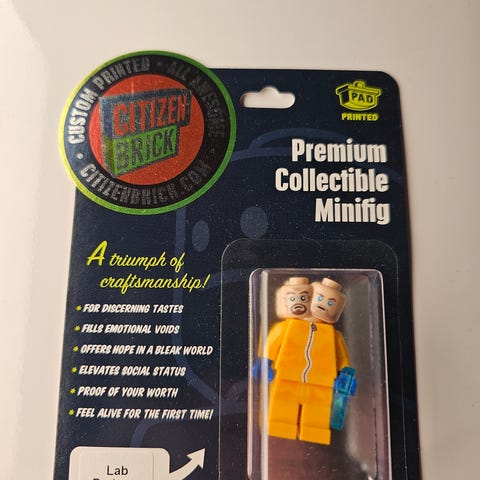 CUSTOM PRINTED • ALL AWESOME
CITIZEN
BRICK
• CITIZENBRICK.COM •
PAD
PRINTED
Premium
Collectible
Minifig
A triumph of
craftsmanship!
* FOR DISCERNING TASTES
* FILLS EMOTIONAL VOIDS
* OFFERS HOPE IN A BLEAK WORLD
* ELEVATES SOCIAL STATUS
* PROOF OF YOUR WORTH
* FEEL ALIVE FOR THE FIRST TIME!
Lab